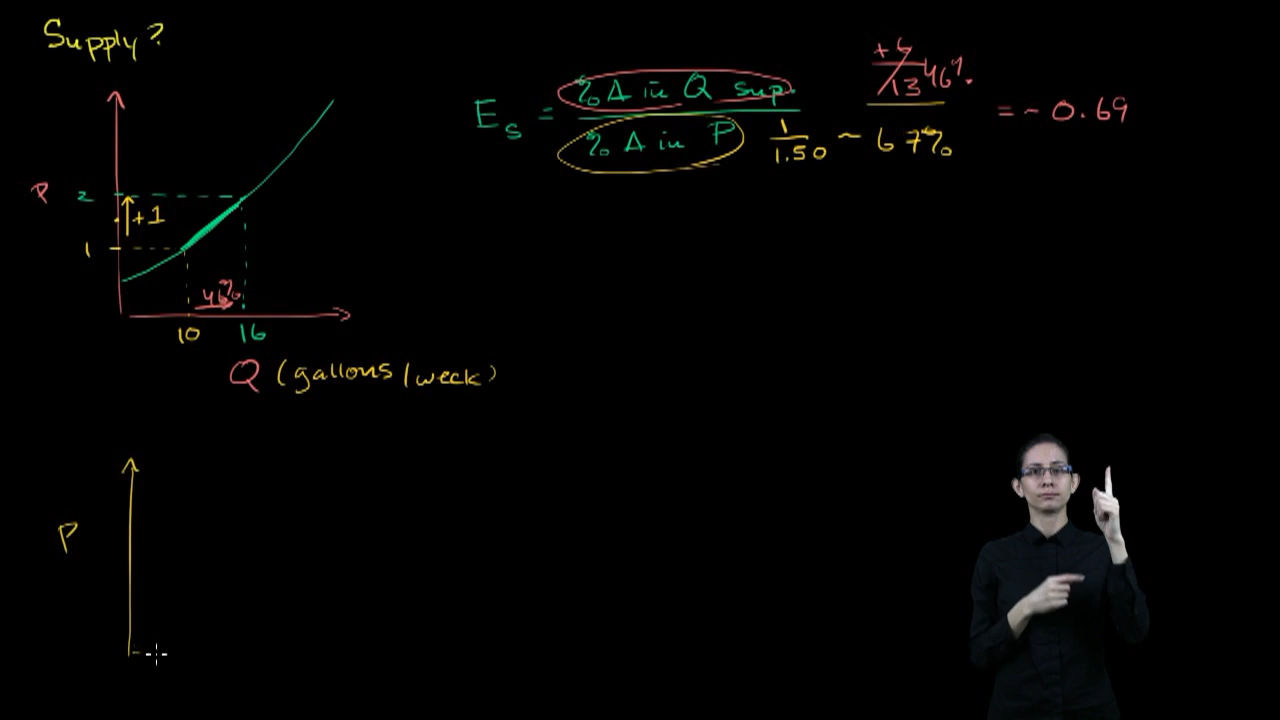 Supply?
E_s = %Δ in Q sup. / %Δ in P
+6/13 46%
1/1.50 ~ 67%
= - 0.69
P
2
+1
1
46%
10 16
Q (gallons/week)
P